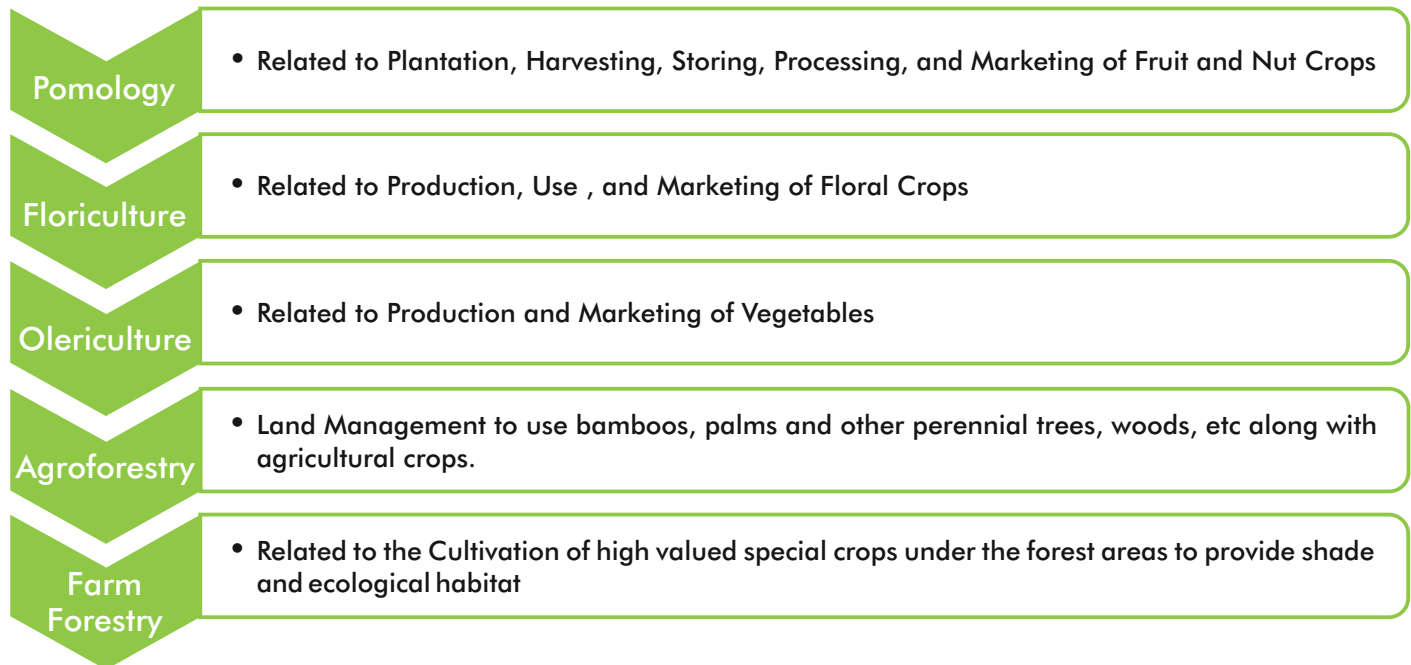 Pomology
• Related to Plantation, Harvesting, Storing, Processing, and Marketing of Fruit and Nut Crops
Floriculture
• Related to Production, Use , and Marketing of Floral Crops
Olericulture
• Related to Production and Marketing of Vegetables
Agroforestry
• Land Management to use bamboos, palms and other perennial trees, woods, etc along with
agricultural crops.
Farm
Forestry
• Related to the Cultivation of high valued special crops under the forest areas to provide shade
and ecological habitat